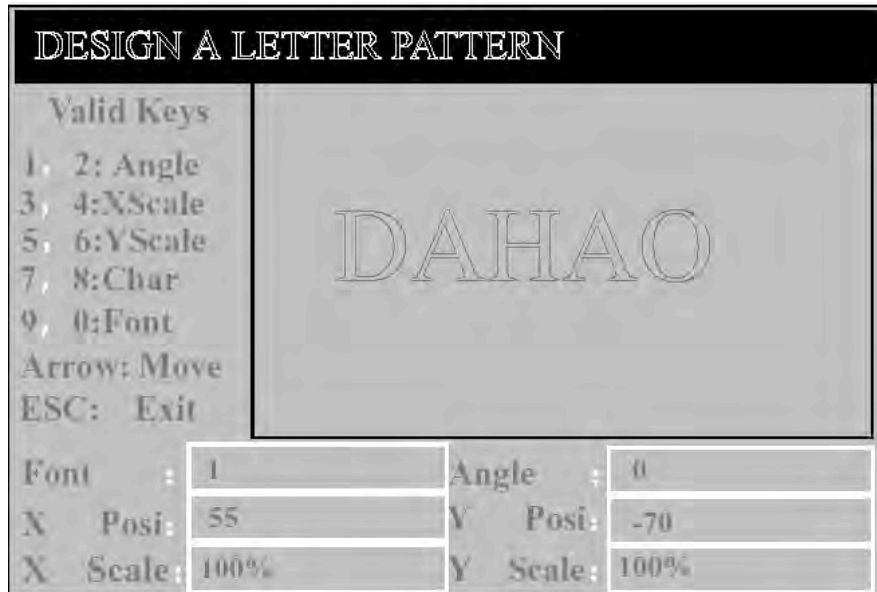 DESIGN A LETTER PATTERN
Valid Keys
1, 2: Angle
3, 4:XScale
5, 6:YScale
7, 8:Char
9, 0:Font
Arrow: Move
ESC: Exit
DAHAO
Font : 1 Angle : 0
X Posi: 55 Y Posi: -70
X Scale: 100% Y Scale: 100%